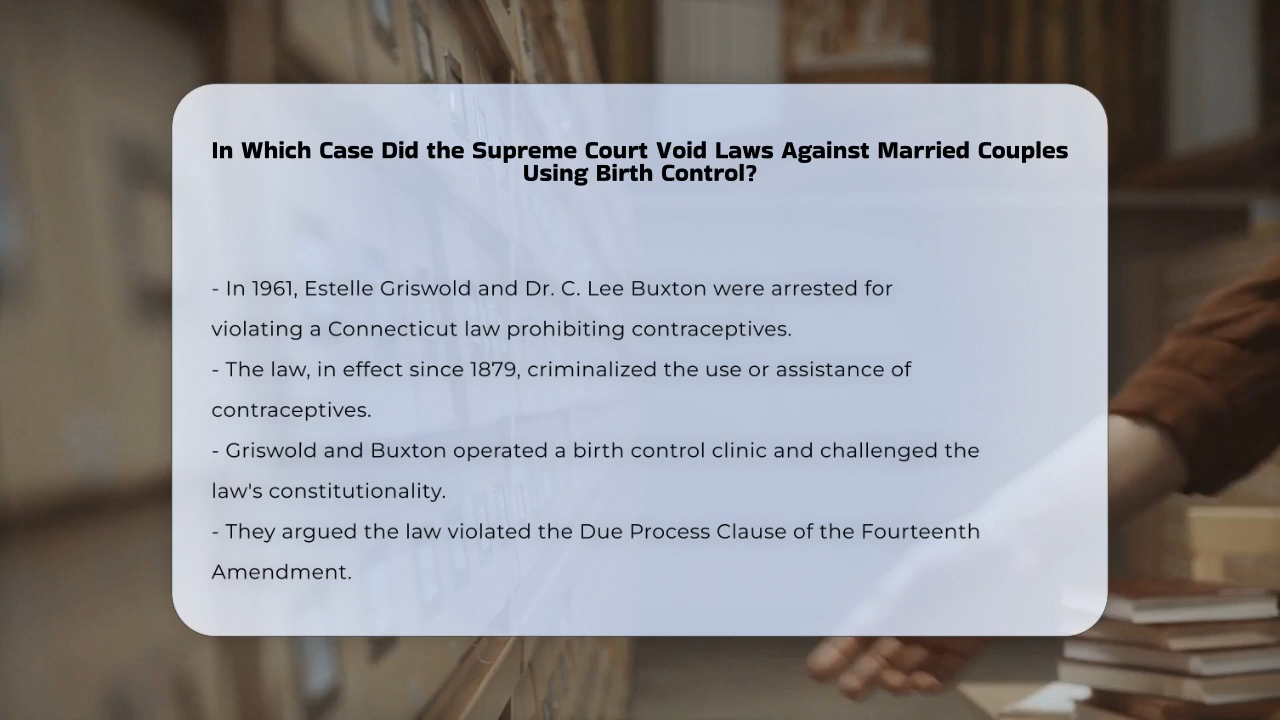 In Which Case Did the Supreme Court Void Laws Against Married Couples
Using Birth Control?
- In 1961, Estelle Griswold and Dr. C. Lee Buxton were arrested for
violating a Connecticut law prohibiting contraceptives.
- The law, in effect since 1879, criminalized the use or assistance of
contraceptives.
- Griswold and Buxton operated a birth control clinic and challenged the
law's constitutionality.
- They argued the law violated the Due Process Clause of the Fourteenth
Amendment.